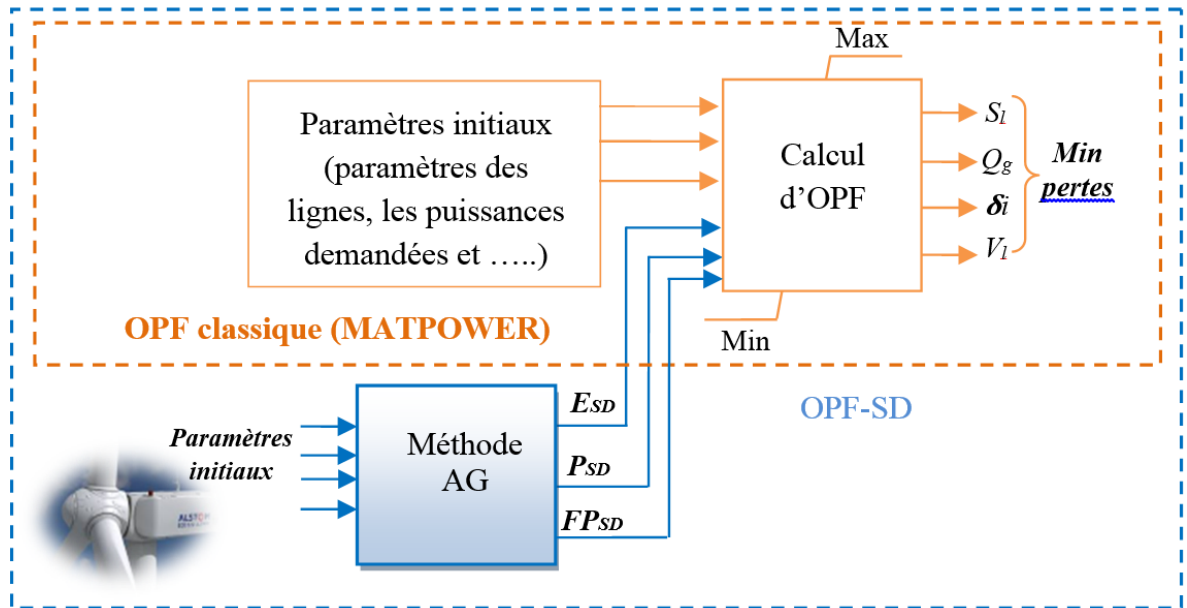 Max
Paramètres initiaux
(paramètres des
lignes, les puissances
demandées et …..)
Calcul
d’OPF
Sl
Qg
δi
Vl
Min
pertes
OPF classique (MATPOWER)
Min
OPF-SD
Paramètres
initiaux
Méthode
AG
ESD
PSD
FPSD